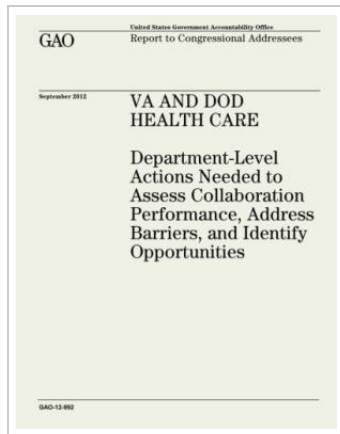 United States Government Accountability Office
GAO
Report to Congressional Addressees
September 2012
VA AND DOD
HEALTH CARE
Department-Level
Actions Needed to
Assess Collaboration
Performance, Address
Barriers, and Identify
Opportunities
GAO-12-992